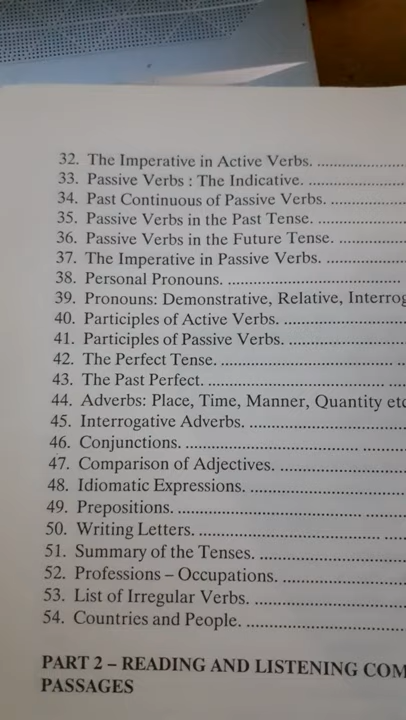 32. The Imperative in Active Verbs. ....................
33. Passive Verbs : The Indicative. ......................
34. Past Continuous of Passive Verbs. .................
35. Passive Verbs in the Past Tense. ....................
36. Passive Verbs in the Future Tense. ................
37. The Imperative in Passive Verbs. ..................
38. Personal Pronouns. ........................................
39. Pronouns: Demonstrative, Relative,
40. Participles of Active Verbs. ............................
41. Participles of Passive Verbs. ...........................
42. The Perfect Tense. ..........................................
43. The Past Perfect. .............................................
44. Adverbs: Place, Time, Manner, Quantity etc
45. Interrogative Adverbs. ....................................
46. Conjunctions. ..................................................
47. Comparison of Adjectives. ..............................
48. Idiomatic Expressions. ....................................
49. Prepositions. ....................................................
50. Writing Letters. ................................................
51. Summary of the Tenses. ..................................
52. Professions – Occupations. .............................
53. List of Irregular Verbs. ....................................
54. Countries and People. .....................................
PART 2 – READING AND LISTENING
PASSAGES